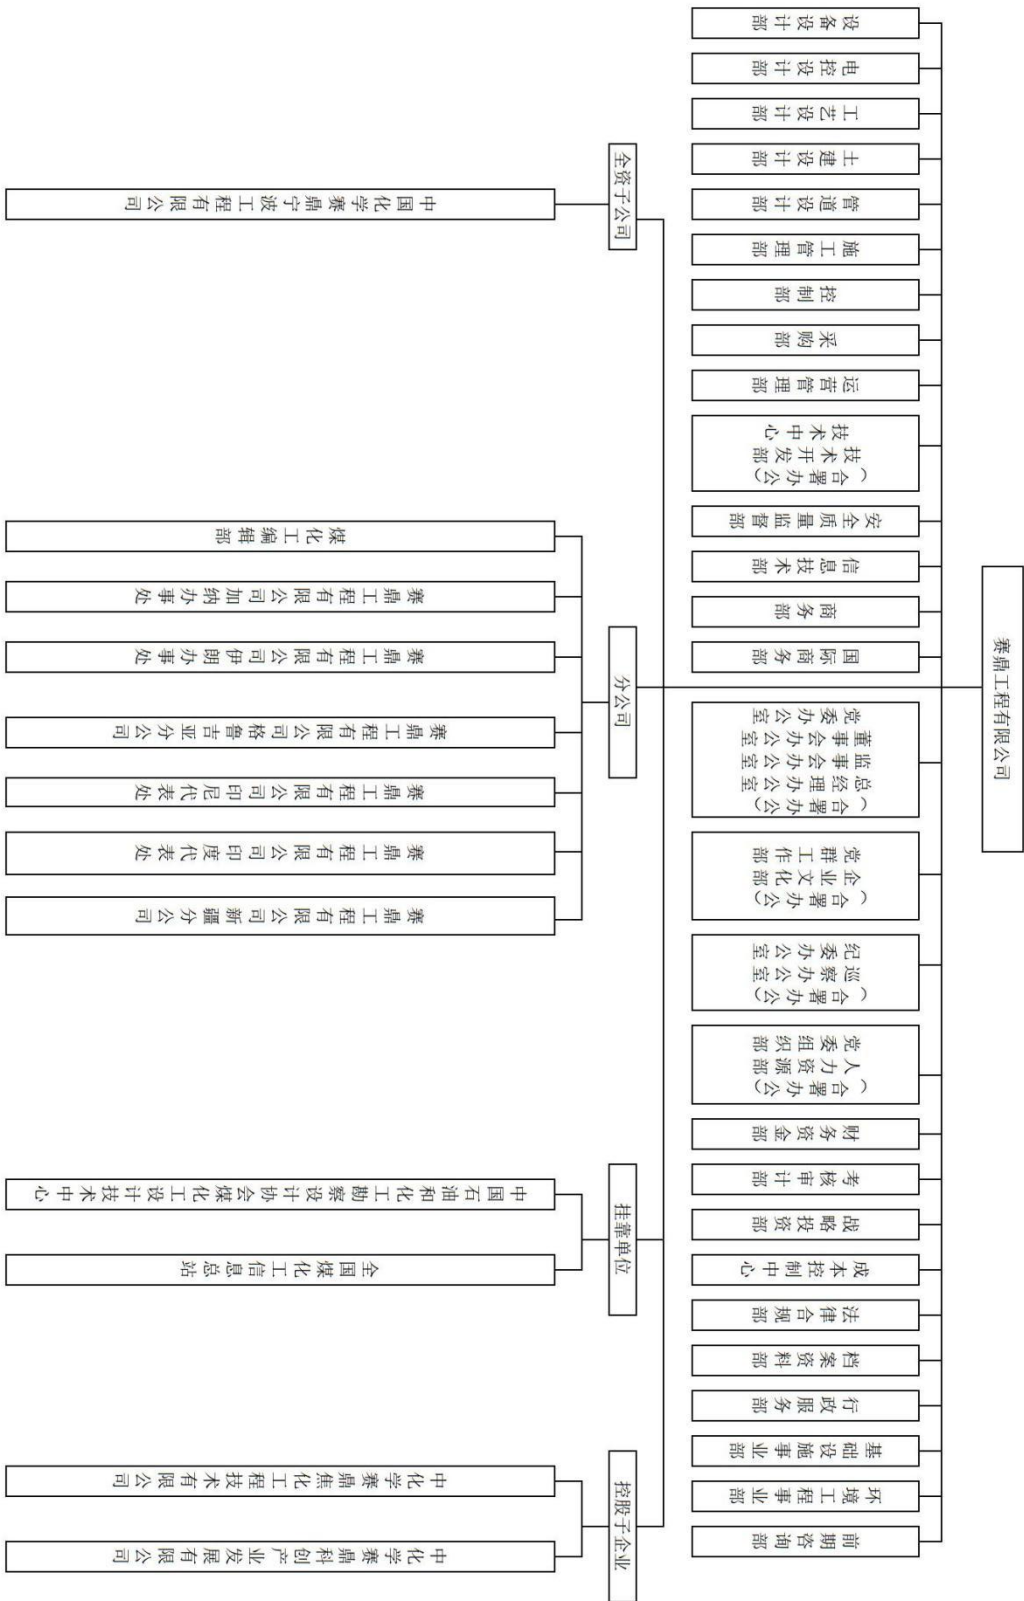 赛鼎工程有限公司
设备设计部
电控设计部
工艺设计部
土建设计部
管道设计部
施工管理部
控制部
采购部
运营管理部
技术中心
技术开发部
(合署办公)
安全质量监督部
信息技术部
商务部
国际商务部
党委办公室
董事会办公室
监事会办公室
总经理办公室
(合署办公)
党群工作部
企业文化部
(合署办公)
纪委办公室
巡察办公室
(合署办公)
党委组织部
人力资源部
(合署办公)
财务资金部
考核审计部
战略投资部
成本控制中心
法律合规部
档案资料部
行政服务部
基础设施事业部
环境工程事业部
前期咨询部
全资子公司
分公司
挂靠单位
控股子企业
中国化学赛鼎宁波工程有限公司
煤化工编辑部
赛鼎工程有限公司加纳办事处
赛鼎工程有限公司伊朗办事处
赛鼎工程有限公司格鲁吉亚分公司
赛鼎工程有限公司印尼代表处
赛鼎工程有限公司印度代表处
赛鼎工程有限公司新疆分公司
中国石油和化工勘察设计协会煤化工设计技术中心
全国煤化工信息总站
中化学赛鼎焦化工程技术有限公司
中化学赛鼎科创产业发展有限公司